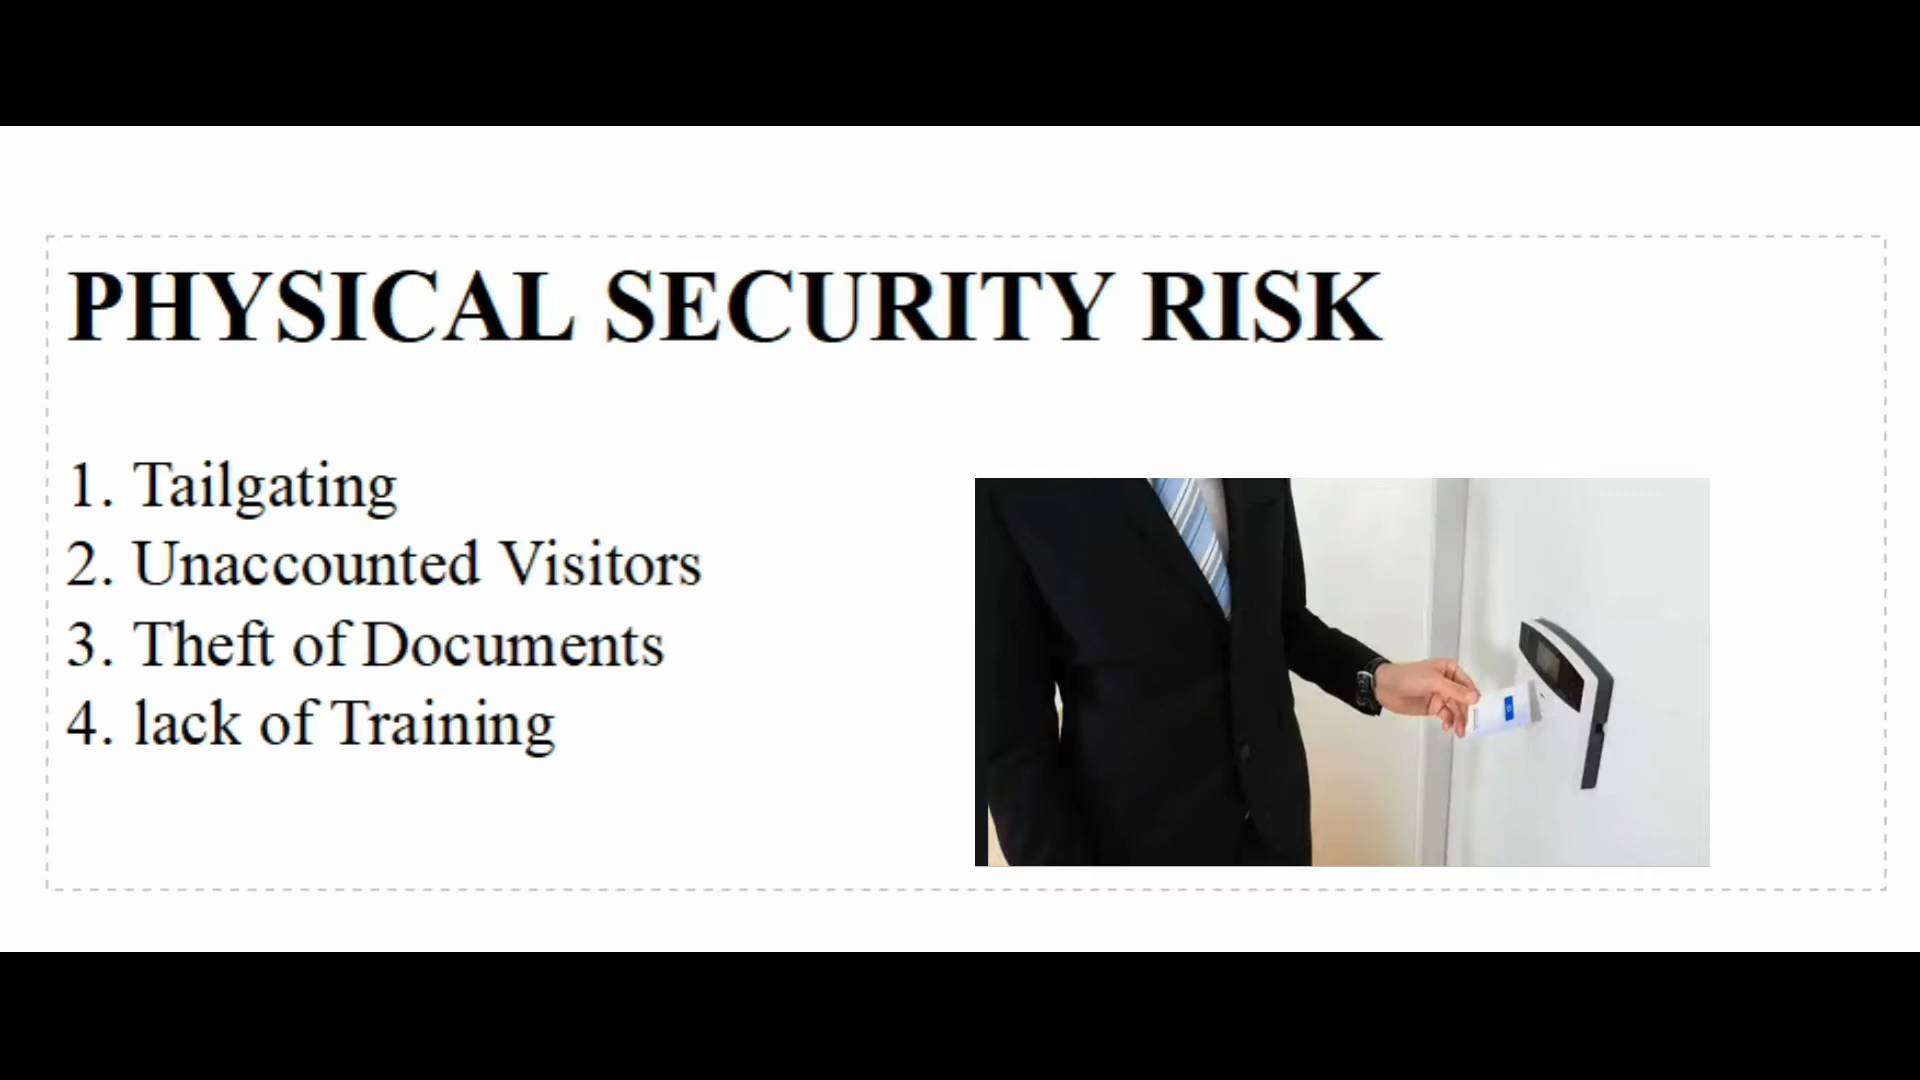 PHYSICAL SECURITY RISK
1. Tailgating
2. Unaccounted Visitors
3. Theft of Documents
4. lack of Training